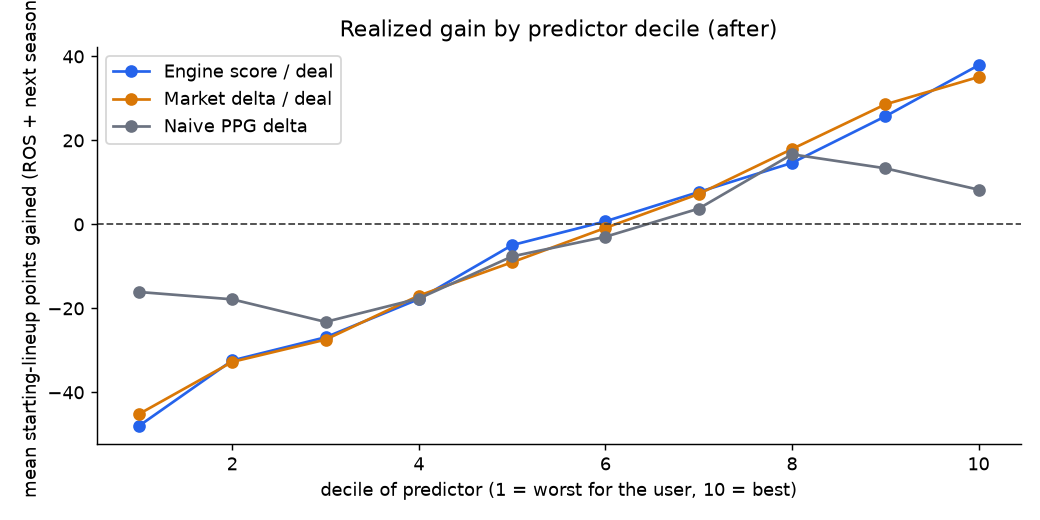 Realized gain by predictor decile (after)
mean starting-lineup points gained (ROS + next season
40
20
0
−20
−40
Engine score / deal
Market delta / deal
Naive PPG delta
2
4
6
8
10
decile of predictor (1 = worst for the user, 10 = best)